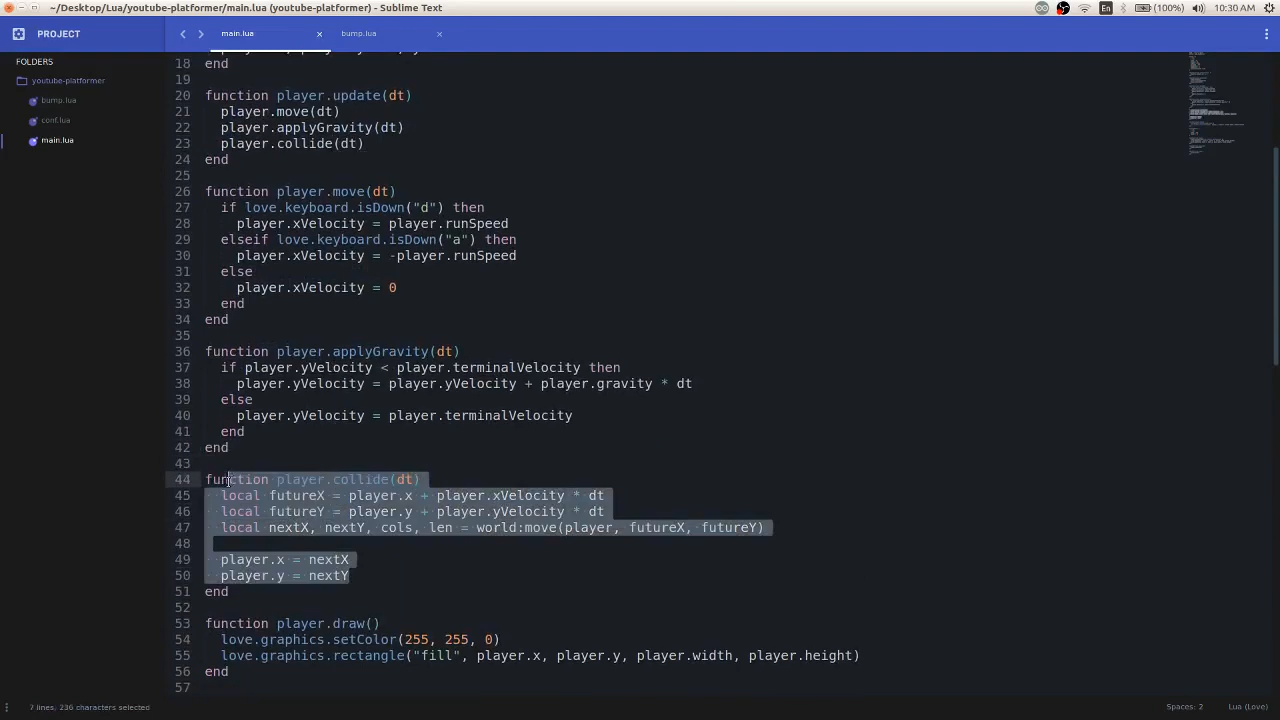 ~/Desktop/Lua/youtube-platformer/main.lua (youtube-platformer) - Sublime Text
En
(100%)
10:30 AM
PROJECT
main.lua
bump.lua
FOLDERS
youtube-platformer
bump.lua
conf.lua
main.lua
18 end
19
20 function player.update(dt)
21 player.move(dt)
22 player.applyGravity(dt)
23 player.collide(dt)
24 end
25
26 function player.move(dt)
27 if love.keyboard.isDown("d") then
28 player.xVelocity = player.runSpeed
29 elseif love.keyboard.isDown("a") then
30 player.xVelocity = -player.runSpeed
31 else
32 player.xVelocity = 0
33 end
34 end
35
36 function player.applyGravity(dt)
37 if player.yVelocity < player.terminalVelocity then
38 player.yVelocity = player.yVelocity + player.gravity * dt
39 else
40 player.yVelocity = player.terminalVelocity
41 end
42 end
43
44 function player.collide(dt)
45 local futureX = player.x + player.xVelocity * dt
46 local futureY = player.y + player.yVelocity * dt
47 local nextX, nextY, cols, len = world:move(player, futureX, futureY)
48
49 player.x = nextX
50 player.y = nextY
51 end
52
53 function player.draw()
54 love.graphics.setColor(255, 255, 0)
55 love.graphics.rectangle("fill", player.x, player.y, player.width, player.height)
56 end
57
7 lines, 236 characters selected
Spaces: 2
Lua (Love)